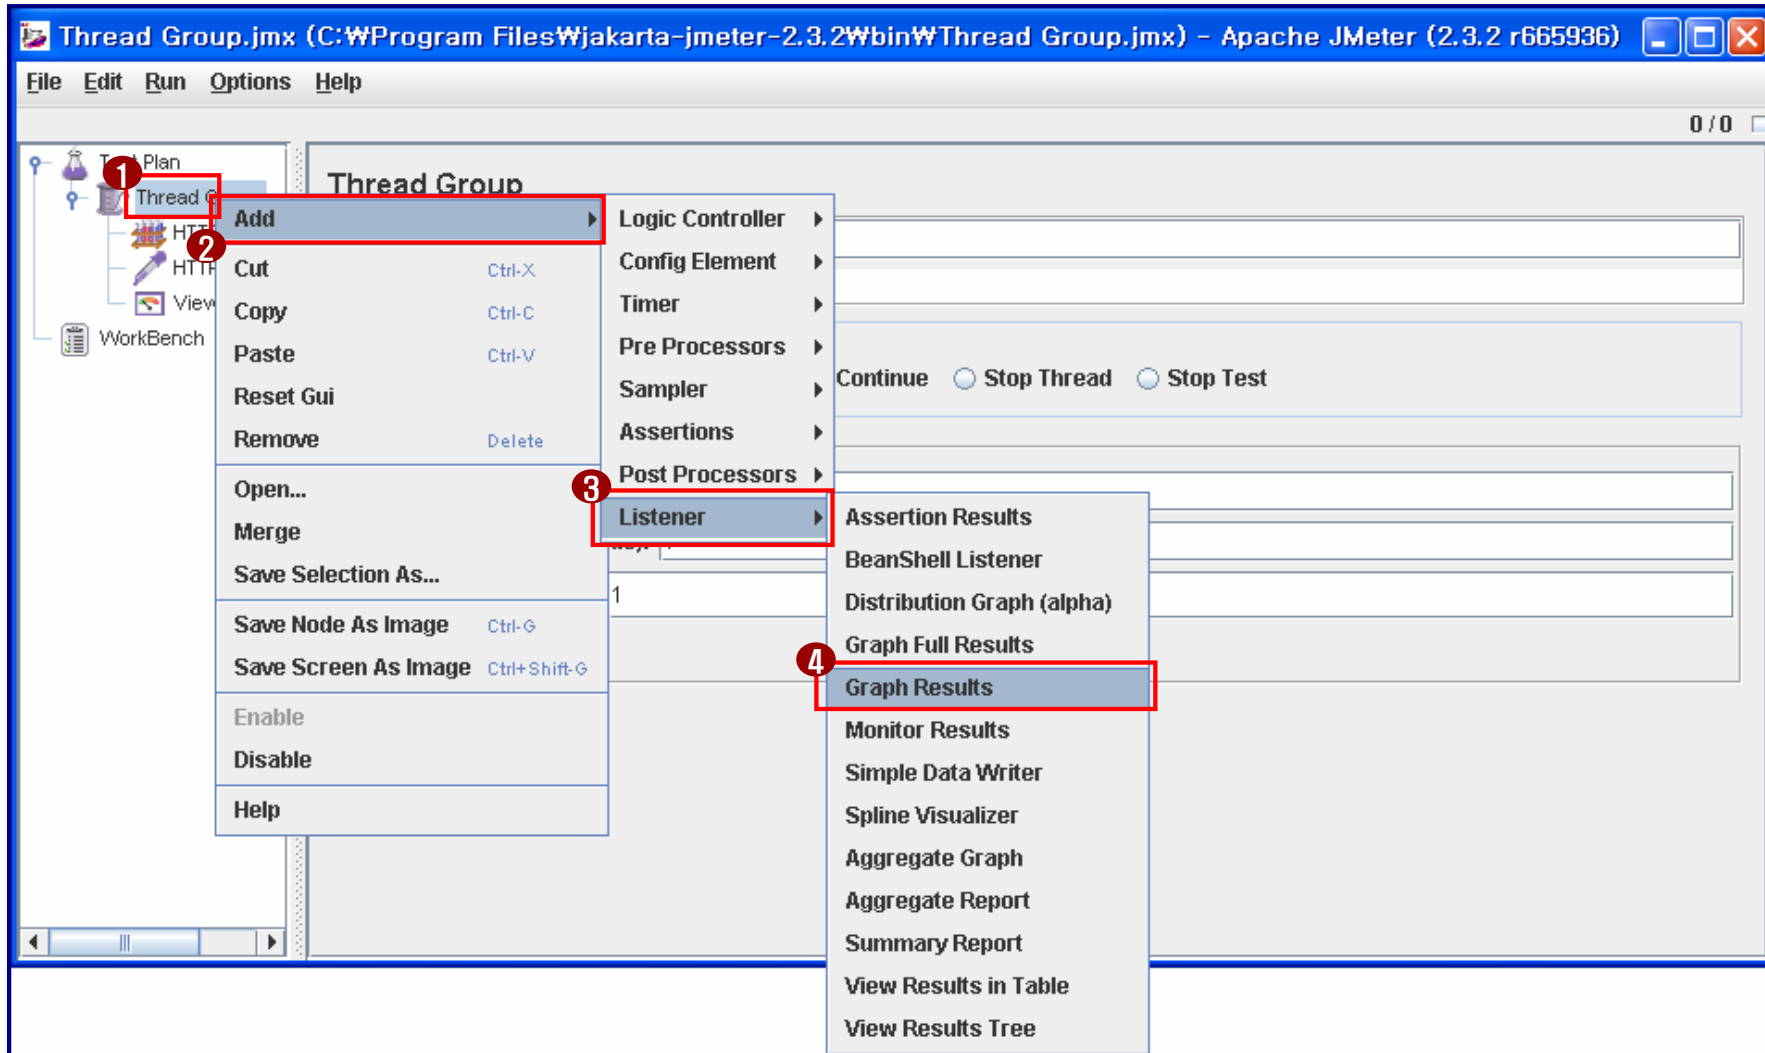 Thread Group.jmx (C:₩Program Files₩jakarta-jmeter-2.3.2₩bin₩Thread Group.jmx) - Apache JMeter (2.3.2 r665936)
File Edit Run Options Help
0 / 0
Plan
1
Thread
Thread Group
2
HTTP
View
WorkBench
Add
Cut Ctrl-X
Copy Ctrl-C
Paste Ctrl-V
Reset Gui
Remove Delete
Open...
Merge
Save Selection As...
Save Node As Image Ctrl-G
Save Screen As Image Ctrl+Shift-G
Enable
Disable
Help
Logic Controller
Config Element
Timer
Pre Processors
Sampler
Assertions
Post Processors
3
Listener
Continue Stop Thread Stop Test
1
Assertion Results
BeanShell Listener
Distribution Graph (alpha)
Graph Full Results
4
Graph Results
Monitor Results
Simple Data Writer
Spline Visualizer
Aggregate Graph
Aggregate Report
Summary Report
View Results in Table
View Results Tree